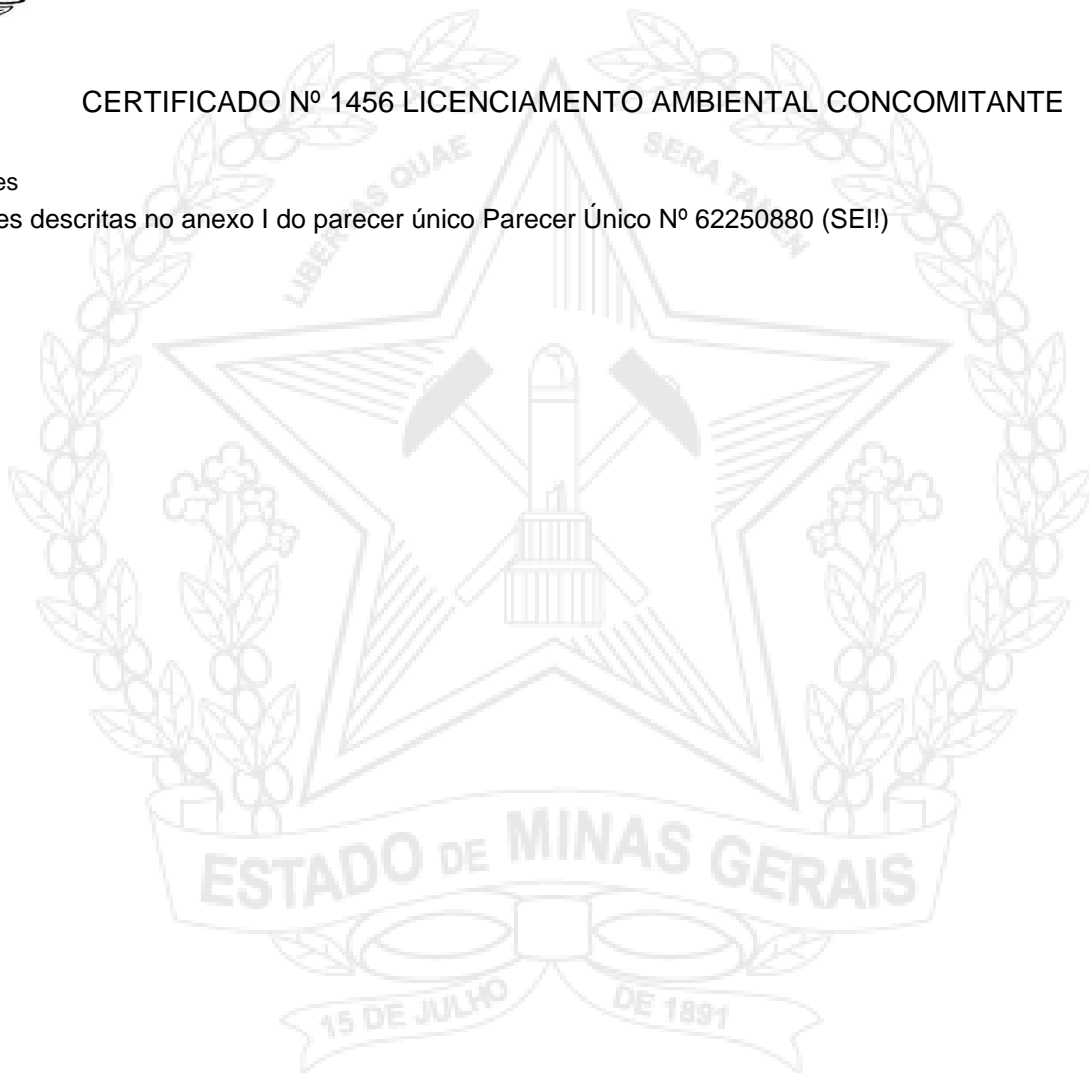 CERTIFICADO Nº 1456 LICENCIAMENTO AMBIENTAL CONCOMITANTE
es
es descritas no anexo I do parecer único Parecer Único Nº 62250880 (SEI!)
LIBERTAS QUAE SERA TAMEN
ESTADO DE MINAS GERAIS
15 DE JULHO DE 1891